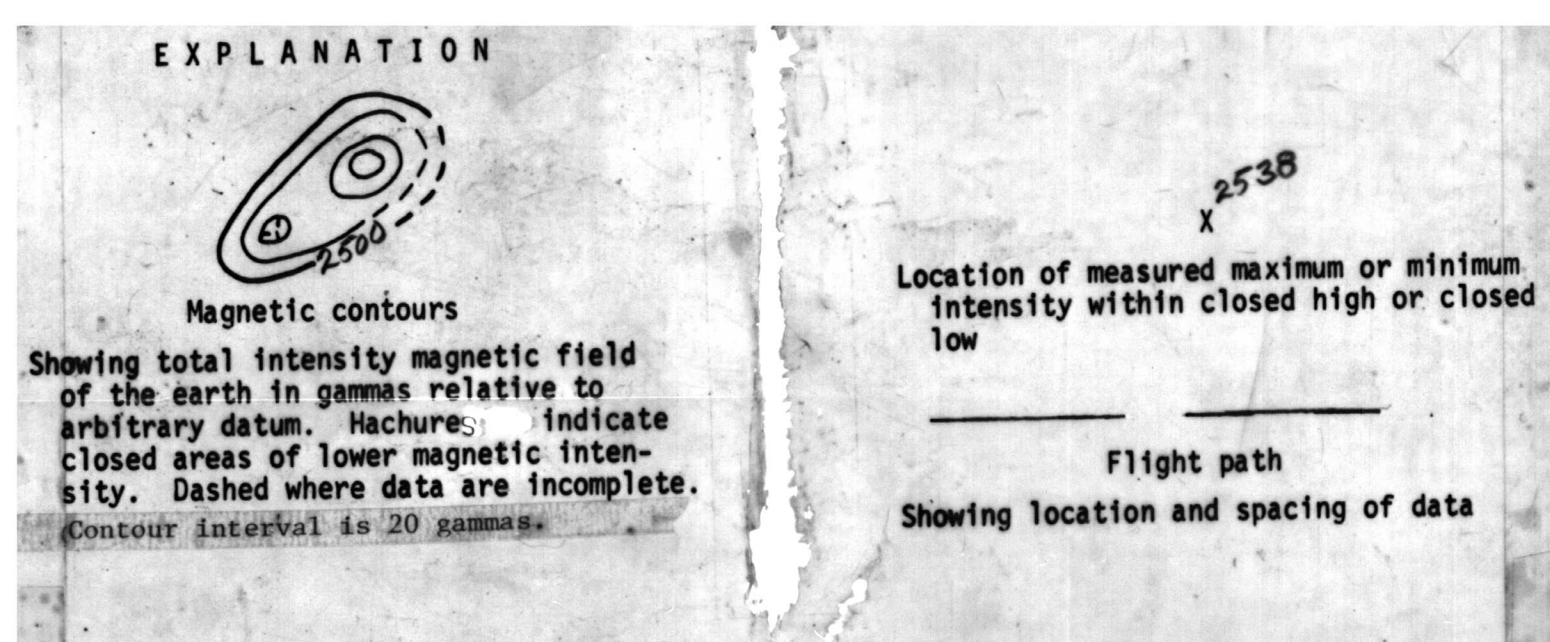 EXPLANATION
2500
Magnetic contours
Showing total intensity magnetic field
of the earth in gammas relative to
arbitrary datum. Hachures indicate
closed areas of lower magnetic inten-
sity. Dashed where data are incomplete.
Contour interval is 20 gammas.
2538
X
Location of measured maximum or minimum
intensity within closed high or closed
low
Flight path
Showing location and spacing of data